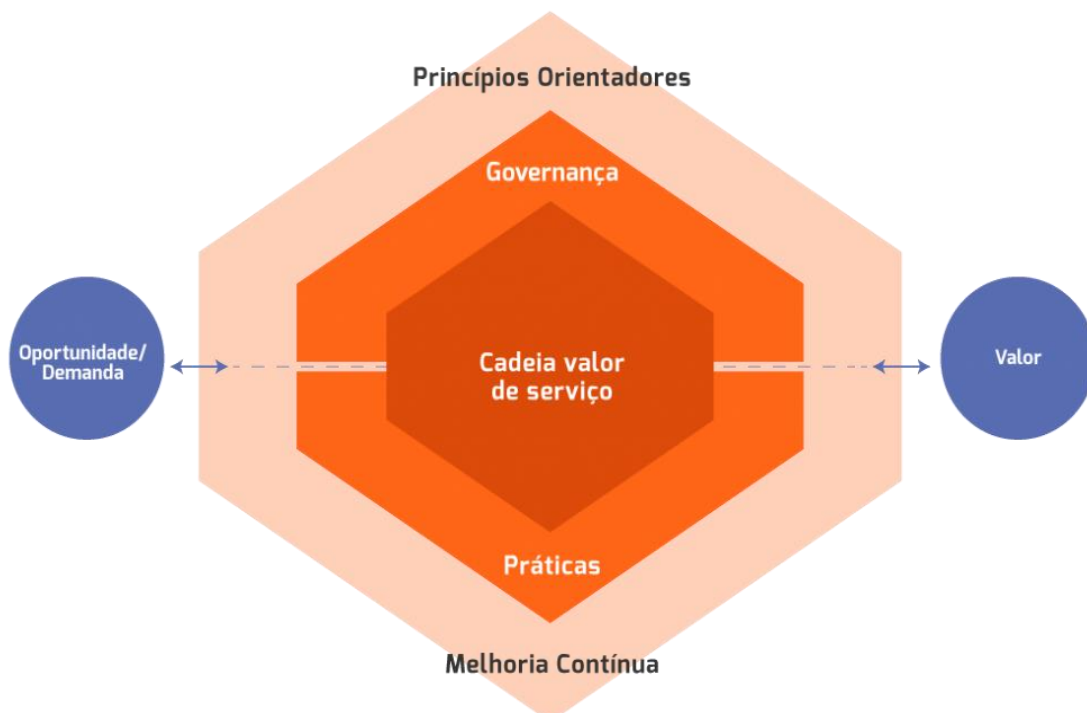 Princípios Orientadores
Governança
Oportunidade/
Demanda
Cadeia valor
de serviço
Valor
Práticas
Melhoria Contínua